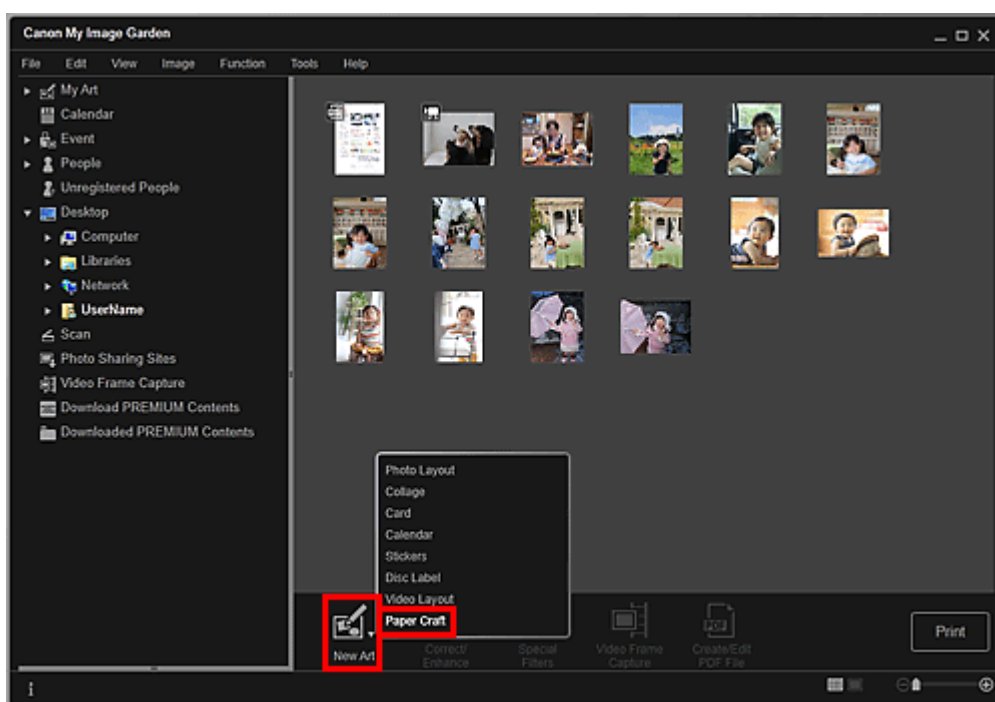 Canon My Image Garden
File Edit View Image Function Tools Help
My Art
Calendar
Event
People
Unregistered People
Desktop
Computer
Libraries
Network
UserName
Scan
Photo Sharing Sites
Video Frame Capture
Download PREMIUM Contents
Downloaded PREMIUM Contents
Photo Layout
Collage
Card
Calendar
Stickers
Disc Label
Video Layout
Paper Craft
New Art
Correct/
Enhance
Special
Filters
Video Frame
Capture
PDF
Create/Edit
PDF File
Print